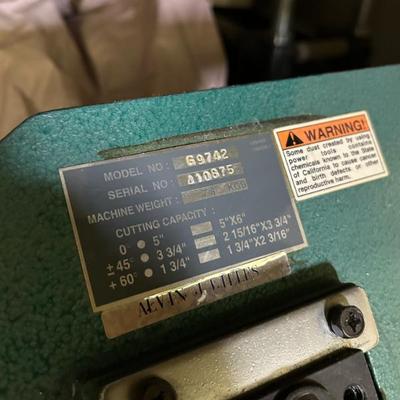 MODEL NO : G9742
SERIAL NO : 410875
MACHINE WEIGHT : KGS
CUTTING CAPACITY :
0° 5" 5"X6"
±45° 3 3/4" 2 15/16"X3 3/4"
+60° 1 3/4" 1 3/4"X2 3/16"
ALVIN J
WARNING!
Some dust created by using
power tools contains
chemicals known to the State
of California to cause cancer
and birth defects or other
reproductive harm.